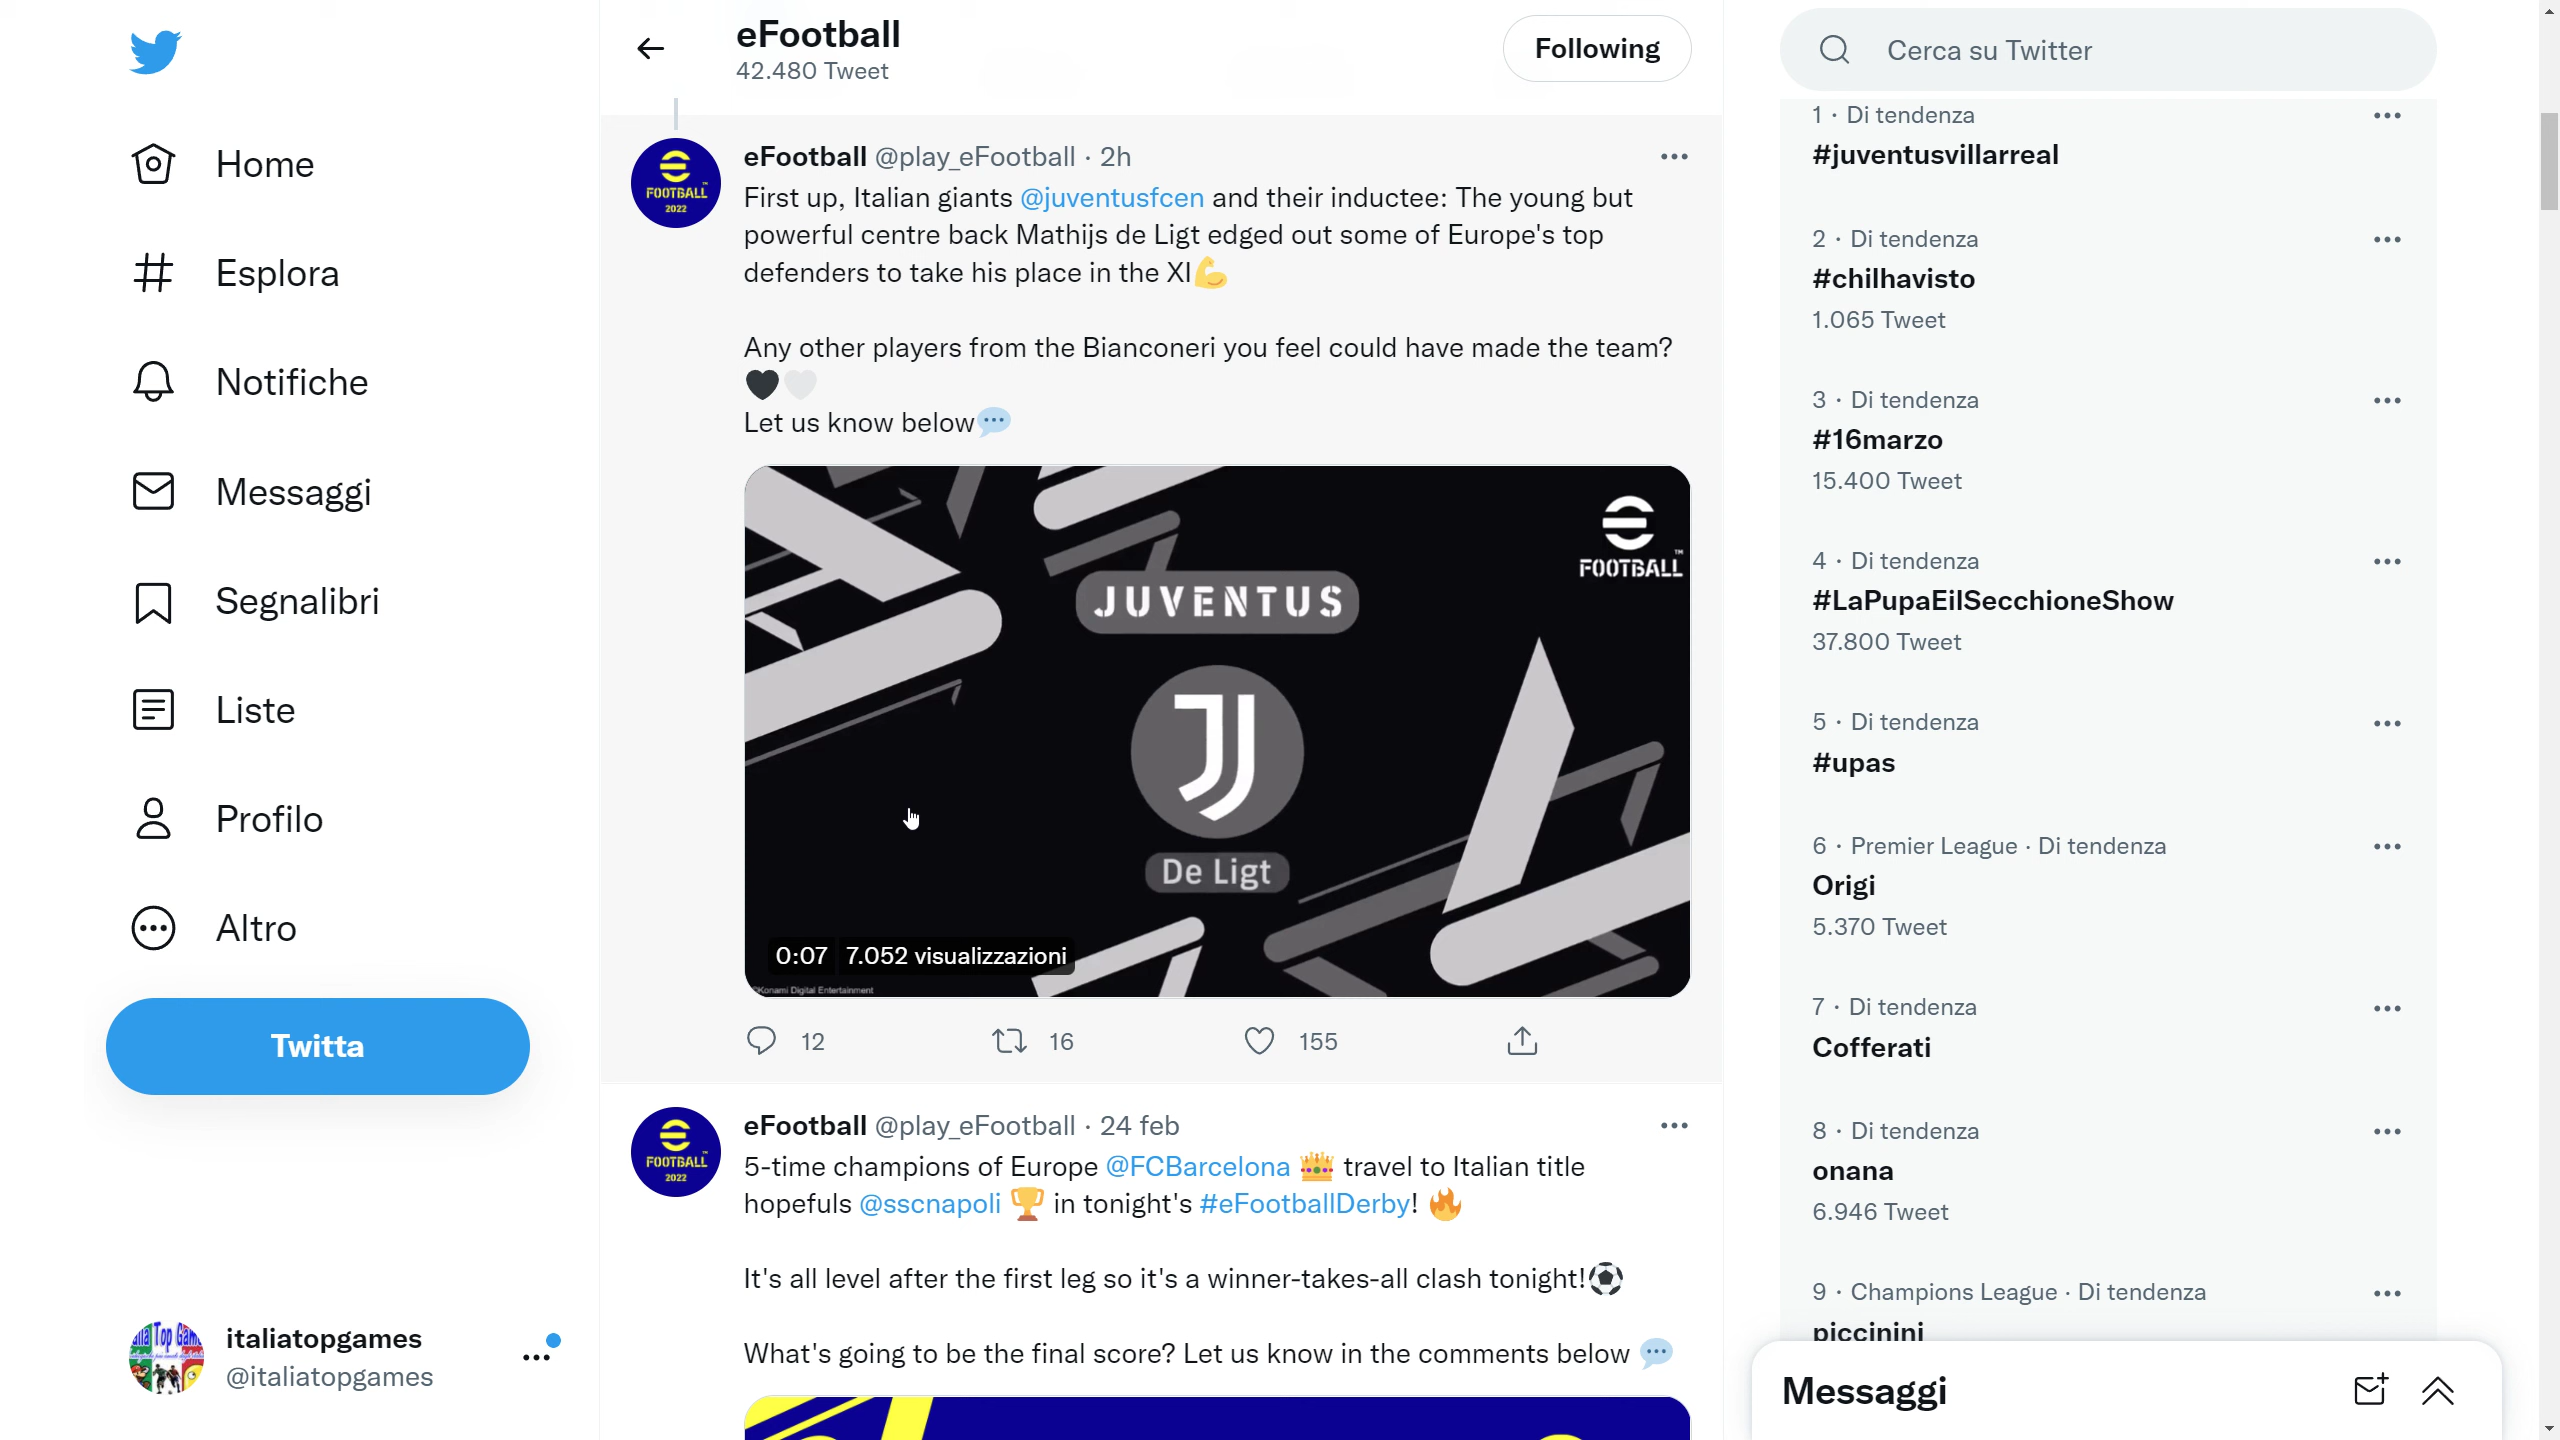 eFootball
42.480 Tweet
Following
Cerca su Twitter
Home
Esplora
Notifiche
Messaggi
Segnalibri
Liste
Profilo
Altro
Twitta
italiatopgames
@italiatopgames
FOOTBALL™
2022
eFootball @play_eFootball · 2h
First up, Italian giants @juventusfcen and their inductee: The young but
powerful centre back Mathijs de Ligt edged out some of Europe's top
defenders to take his place in the XI💪
Any other players from the Bianconeri you feel could have made the team?
🖤🤍
Let us know below💬
FOOTBALL™
JUVENTUS
De Ligt
0:07 7.052 visualizzazioni
©Konami Digital Entertainment
12 16 155
FOOTBALL™
2022
eFootball @play_eFootball · 24 feb
5-time champions of Europe @FCBarcelona 👑 travel to Italian title
hopefuls @sscnapoli 🏆 in tonight's #eFootballDerby! 🔥
It's all level after the first leg so it's a winner-takes-all clash tonight!⚽
What's going to be the final score? Let us know in the comments below 💬
1 · Di tendenza
#juventusvillarreal
2 · Di tendenza
#chilhavisto
1.065 Tweet
3 · Di tendenza
#16marzo
15.400 Tweet
4 · Di tendenza
#LaPupaEilSecchioneShow
37.800 Tweet
5 · Di tendenza
#upas
6 · Premier League · Di tendenza
Origi
5.370 Tweet
7 · Di tendenza
Cofferati
8 · Di tendenza
onana
6.946 Tweet
9 · Champions League · Di tendenza
piccinini
Messaggi